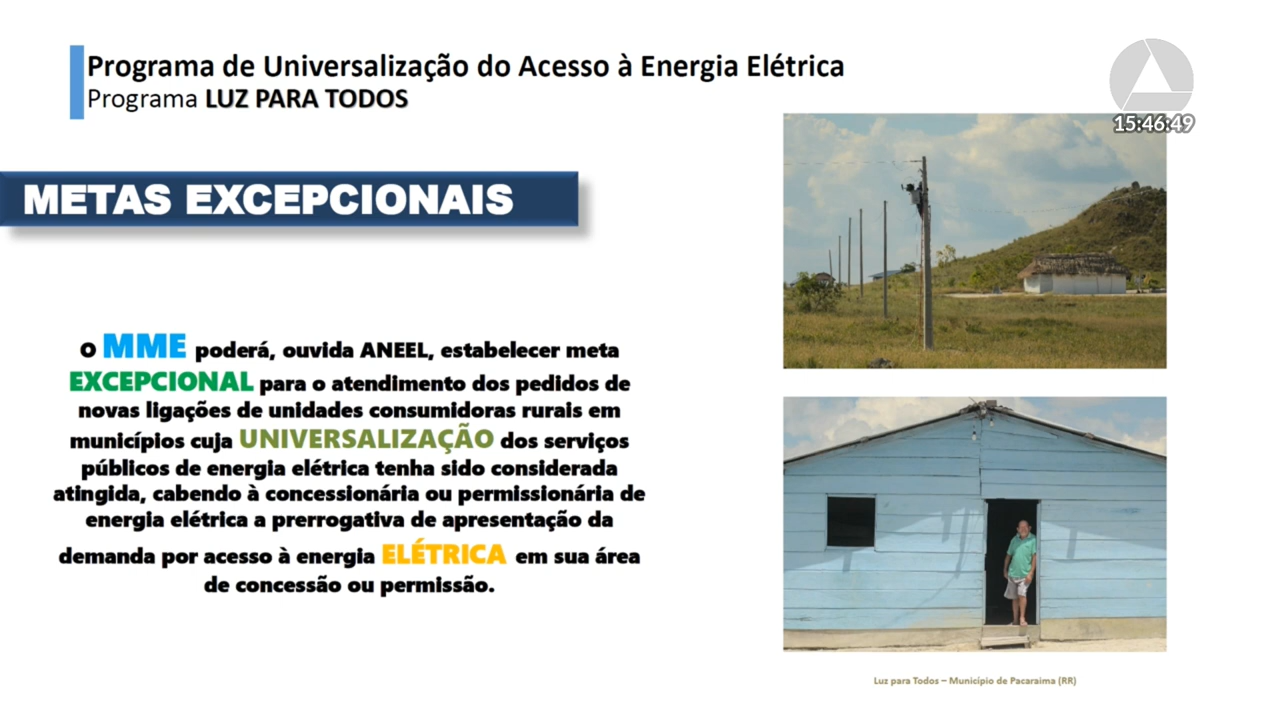 Programa de Universalização do Acesso à Energia Elétrica
Programa LUZ PARA TODOS
15:46:49
METAS EXCEPCIONAIS
O MME poderá, ouvida ANEEL, estabelecer meta
EXCEPCIONAL para o atendimento dos pedidos de
novas ligações de unidades consumidoras rurais em
municípios cuja UNIVERSALIZAÇÃO dos serviços
públicos de energia elétrica tenha sido considerada
atingida, cabendo à concessionária ou permissionária de
energia elétrica a prerrogativa de apresentação da
demanda por acesso à energia ELÉTRICA em sua área
de concessão ou permissão.
Luz para Todos – Município de Pacaraima (RR)